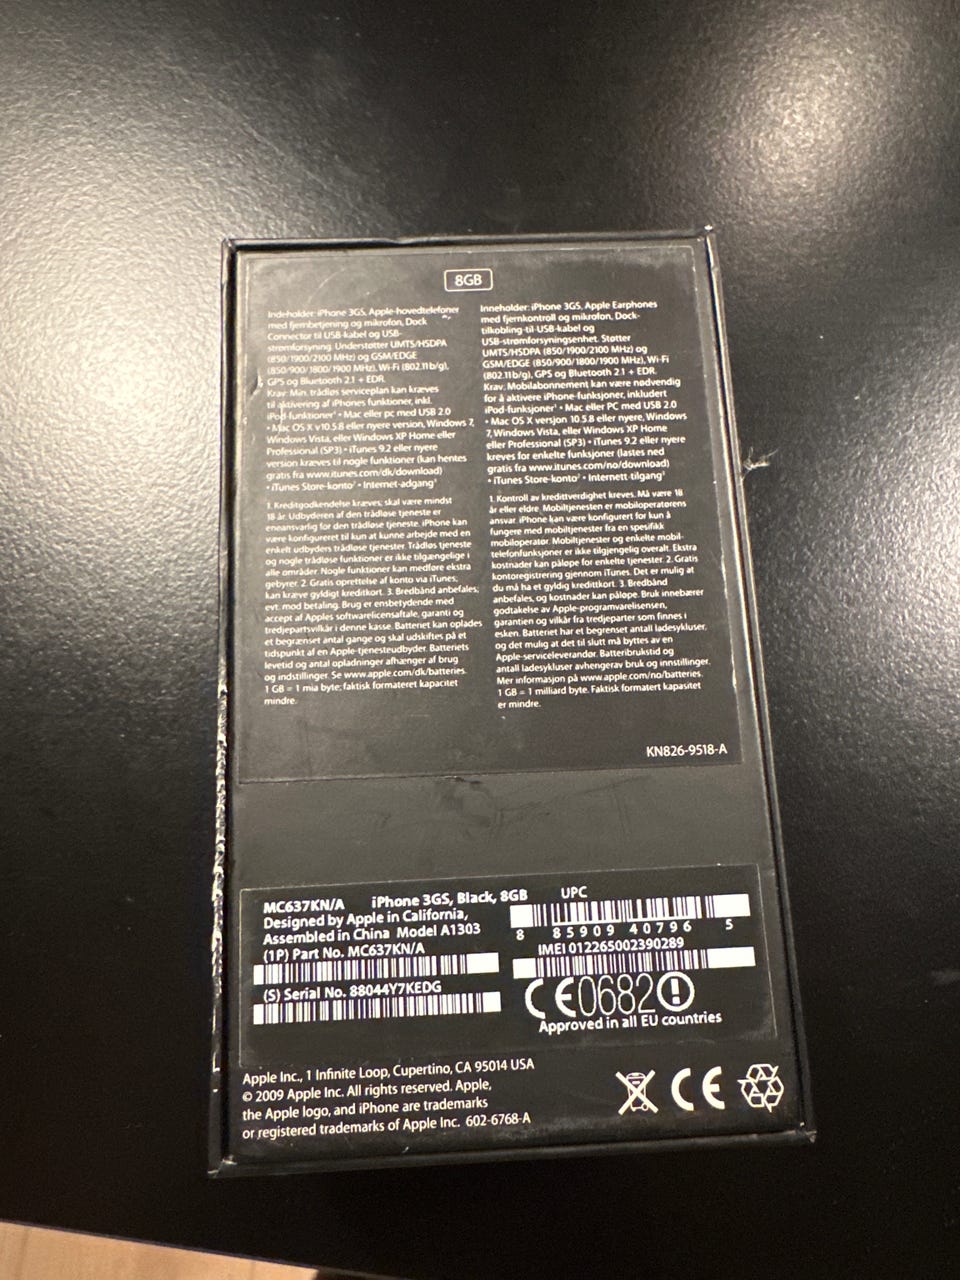 8GB
Indeholder: iPhone 3GS, Apple-hovedtelefoner
med fjernbetjening og mikrofon, Dock
Connector til USB-kabel og USB-
strømforsyning. Understøtter UMTS/HSDPA
(850/1900/2100 MHz) og GSM/EDGE
(850/900/1800/1900 MHz), Wi-Fi (802.11b/g),
GPS og Bluetooth 2.1 + EDR.
Krav: Min. trådløs serviceplan kan kræves
til aktivering af iPhones funktioner, inkl.
iPod-funktioner¹ • Mac eller pc med USB 2.0
• Mac OS X v10.5.8 eller nyere version, Windows 7,
Windows Vista, eller Windows XP Home eller
Professional (SP3) • iTunes 9.2 eller nyere
version kræves til nogle funktioner (kan hentes
gratis fra www.itunes.com/dk/download)
• iTunes Store-konto² • Internet-adgang³
1. Kreditgodkendelse kræves; skal være mindst
18 år. Udbyderen af den trådløse tjeneste er
eneansvarlig for den trådløse tjeneste. iPhone kan
være konfigureret til kun at kunne arbejde med en
enkelt udbyders trådløse tjenester. Trådløs tjeneste
og nogle trådløse funktioner er ikke tilgængelige i
alle områder. Nogle funktioner kan medføre ekstra
gebyrer. 2. Gratis oprettelse af konto via iTunes;
kan kræve gyldigt kreditkort. 3. Bredbånd anbefales;
evt. mod betaling. Brug er ensbetydende med
accept af Apples softwarelicensaftale, garanti og
tredjepartsvilkår i denne kasse. Batteriet kan oplades
et begrænset antal gange og skal udskiftes på et
tidspunkt af en Apple-tjenesteudbyder. Batteriets
levetid og antal opladninger afhænger af brug
og indstillinger. Se www.apple.com/dk/batteries.
1 GB = 1 mia byte; faktisk formateret kapacitet
mindre.
Inneholder: iPhone 3GS, Apple Earphones
med fjernkontroll og mikrofon, Dock-
tilkobling-til-USB-kabel og
USB-strømforsyningsenhet. Støtter
UMTS/HSDPA (850/1900/2100 MHz) og
GSM/EDGE (850/900/1800/1900 MHz), Wi-Fi
(802.11b/g), GPS og Bluetooth 2.1 + EDR.
Krav: Mobilabonnement kan være nødvendig
for å aktivere iPhone-funksjoner, inkludert
iPod-funksjoner¹ • Mac eller PC med USB 2.0
• Mac OS X versjon 10.5.8 eller nyere, Windows
7, Windows Vista, eller Windows XP Home
eller Professional (SP3) • iTunes 9.2 eller nyere
kreves for enkelte funksjoner (lastes ned
gratis fra www.itunes.com/no/download)
• iTunes Store-konto² • Internett-tilgang³
1. Kontroll av kredittverdighet kreves. Må være 18
år eller eldre. Mobiltjenesten er mobiloperatørens
ansvar. iPhone kan være konfigurert for kun å
fungere med mobiltjenester fra en spesifikk
mobiloperatør. Mobiltjenester og enkelte mobil-
telefonfunksjoner er ikke tilgjengelig overalt. Ekstra
kostnader kan påløpe for enkelte tjenester. 2. Gratis
kontoregistrering gjennom iTunes. Det er mulig at
du må ha et gyldig kredittkort. 3. Bredbånd
anbefales, og kostnader kan påløpe. Bruk innebærer
godtakelse av Apple-programvarelisensen,
garantien og vilkår fra tredjeparter som finnes i
esken. Batteriet har et begrenset antall ladesykluser,
og det mulig at det til slutt må byttes av en
Apple-serviceleverandør. Batteribrukstid og
antall ladesykluser avhengerav bruk og innstillinger.
Mer informasjon på www.apple.com/no/batteries.
1 GB = 1 milliard byte. Faktisk formatert kapasitet
er mindre.
KN826-9518-A
MC637KN/A iPhone 3GS, Black, 8GB
Designed by Apple in California,
Assembled in China Model A1303
(1P) Part No. MC637KN/A
(S) Serial No. 88044Y7KEDG
UPC
8 85909 40796 5
IMEI 012265002390289
CE0682
Approved in all EU countries
Apple Inc., 1 Infinite Loop, Cupertino, CA 95014 USA
© 2009 Apple Inc. All rights reserved. Apple,
the Apple logo, and iPhone are trademarks
or registered trademarks of Apple Inc. 602-6768-A
CE